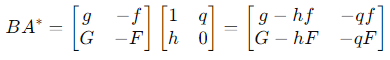 BA* = [g −f; G −F] [1 q; h 0] = [g − hf −qf; G − hF −qF]